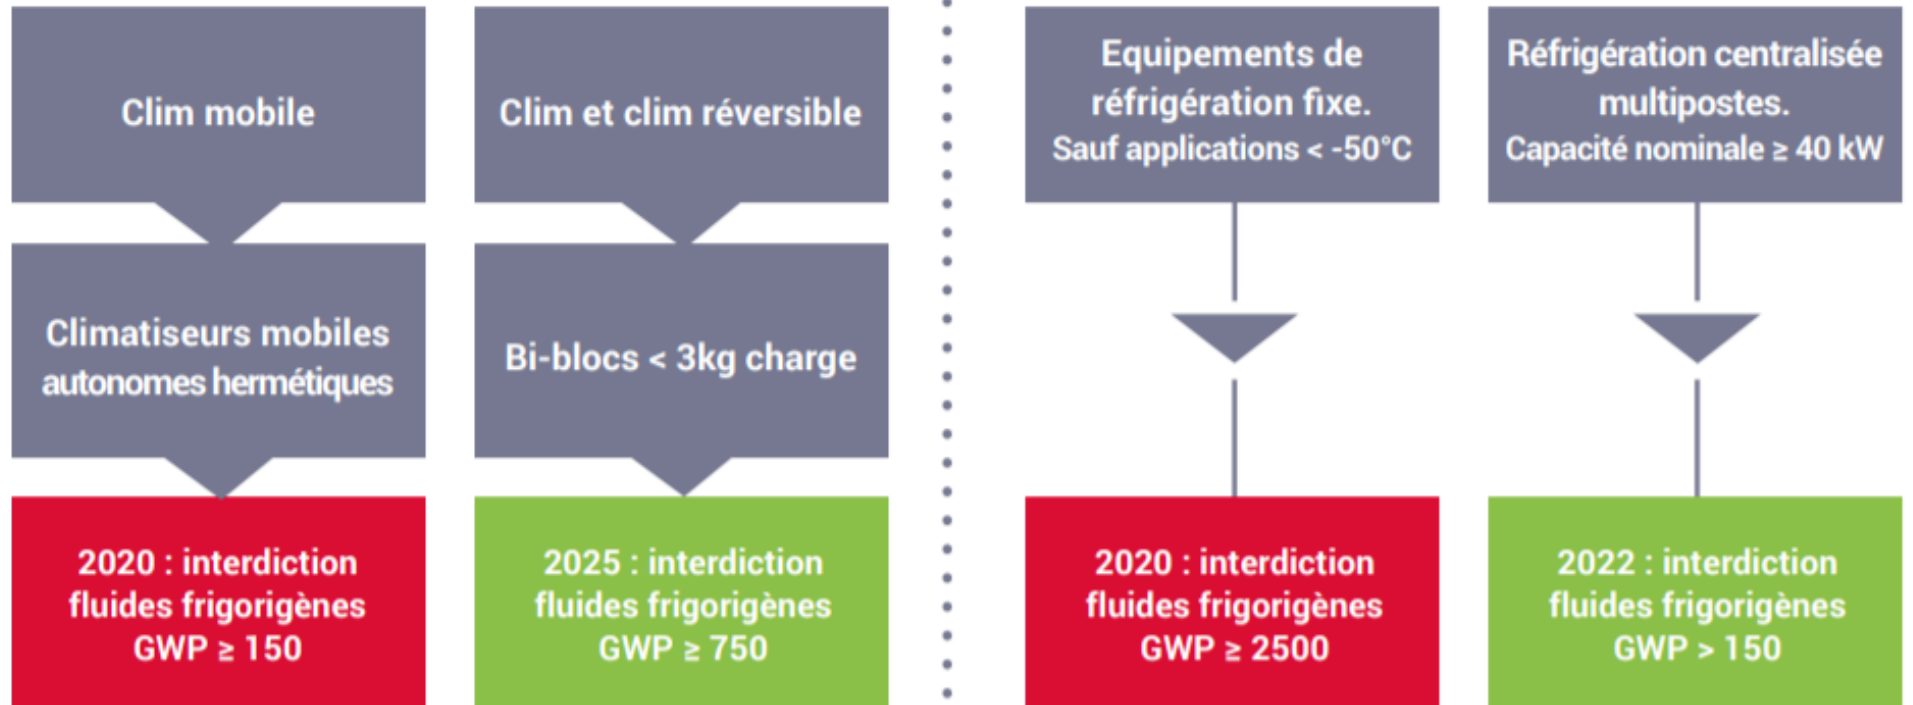 Clim mobile
Climatiseurs mobiles
autonomes hermétiques
2020 : interdiction
fluides frigorigènes
GWP ≥ 150
Clim et clim réversible
Bi-blocs < 3kg charge
2025 : interdiction
fluides frigorigènes
GWP ≥ 750
Equipements de
réfrigération fixe.
Sauf applications < -50°C
2020 : interdiction
fluides frigorigènes
GWP ≥ 2500
Réfrigération centralisée
multipostes.
Capacité nominale ≥ 40 kW
2022 : interdiction
fluides frigorigènes
GWP > 150